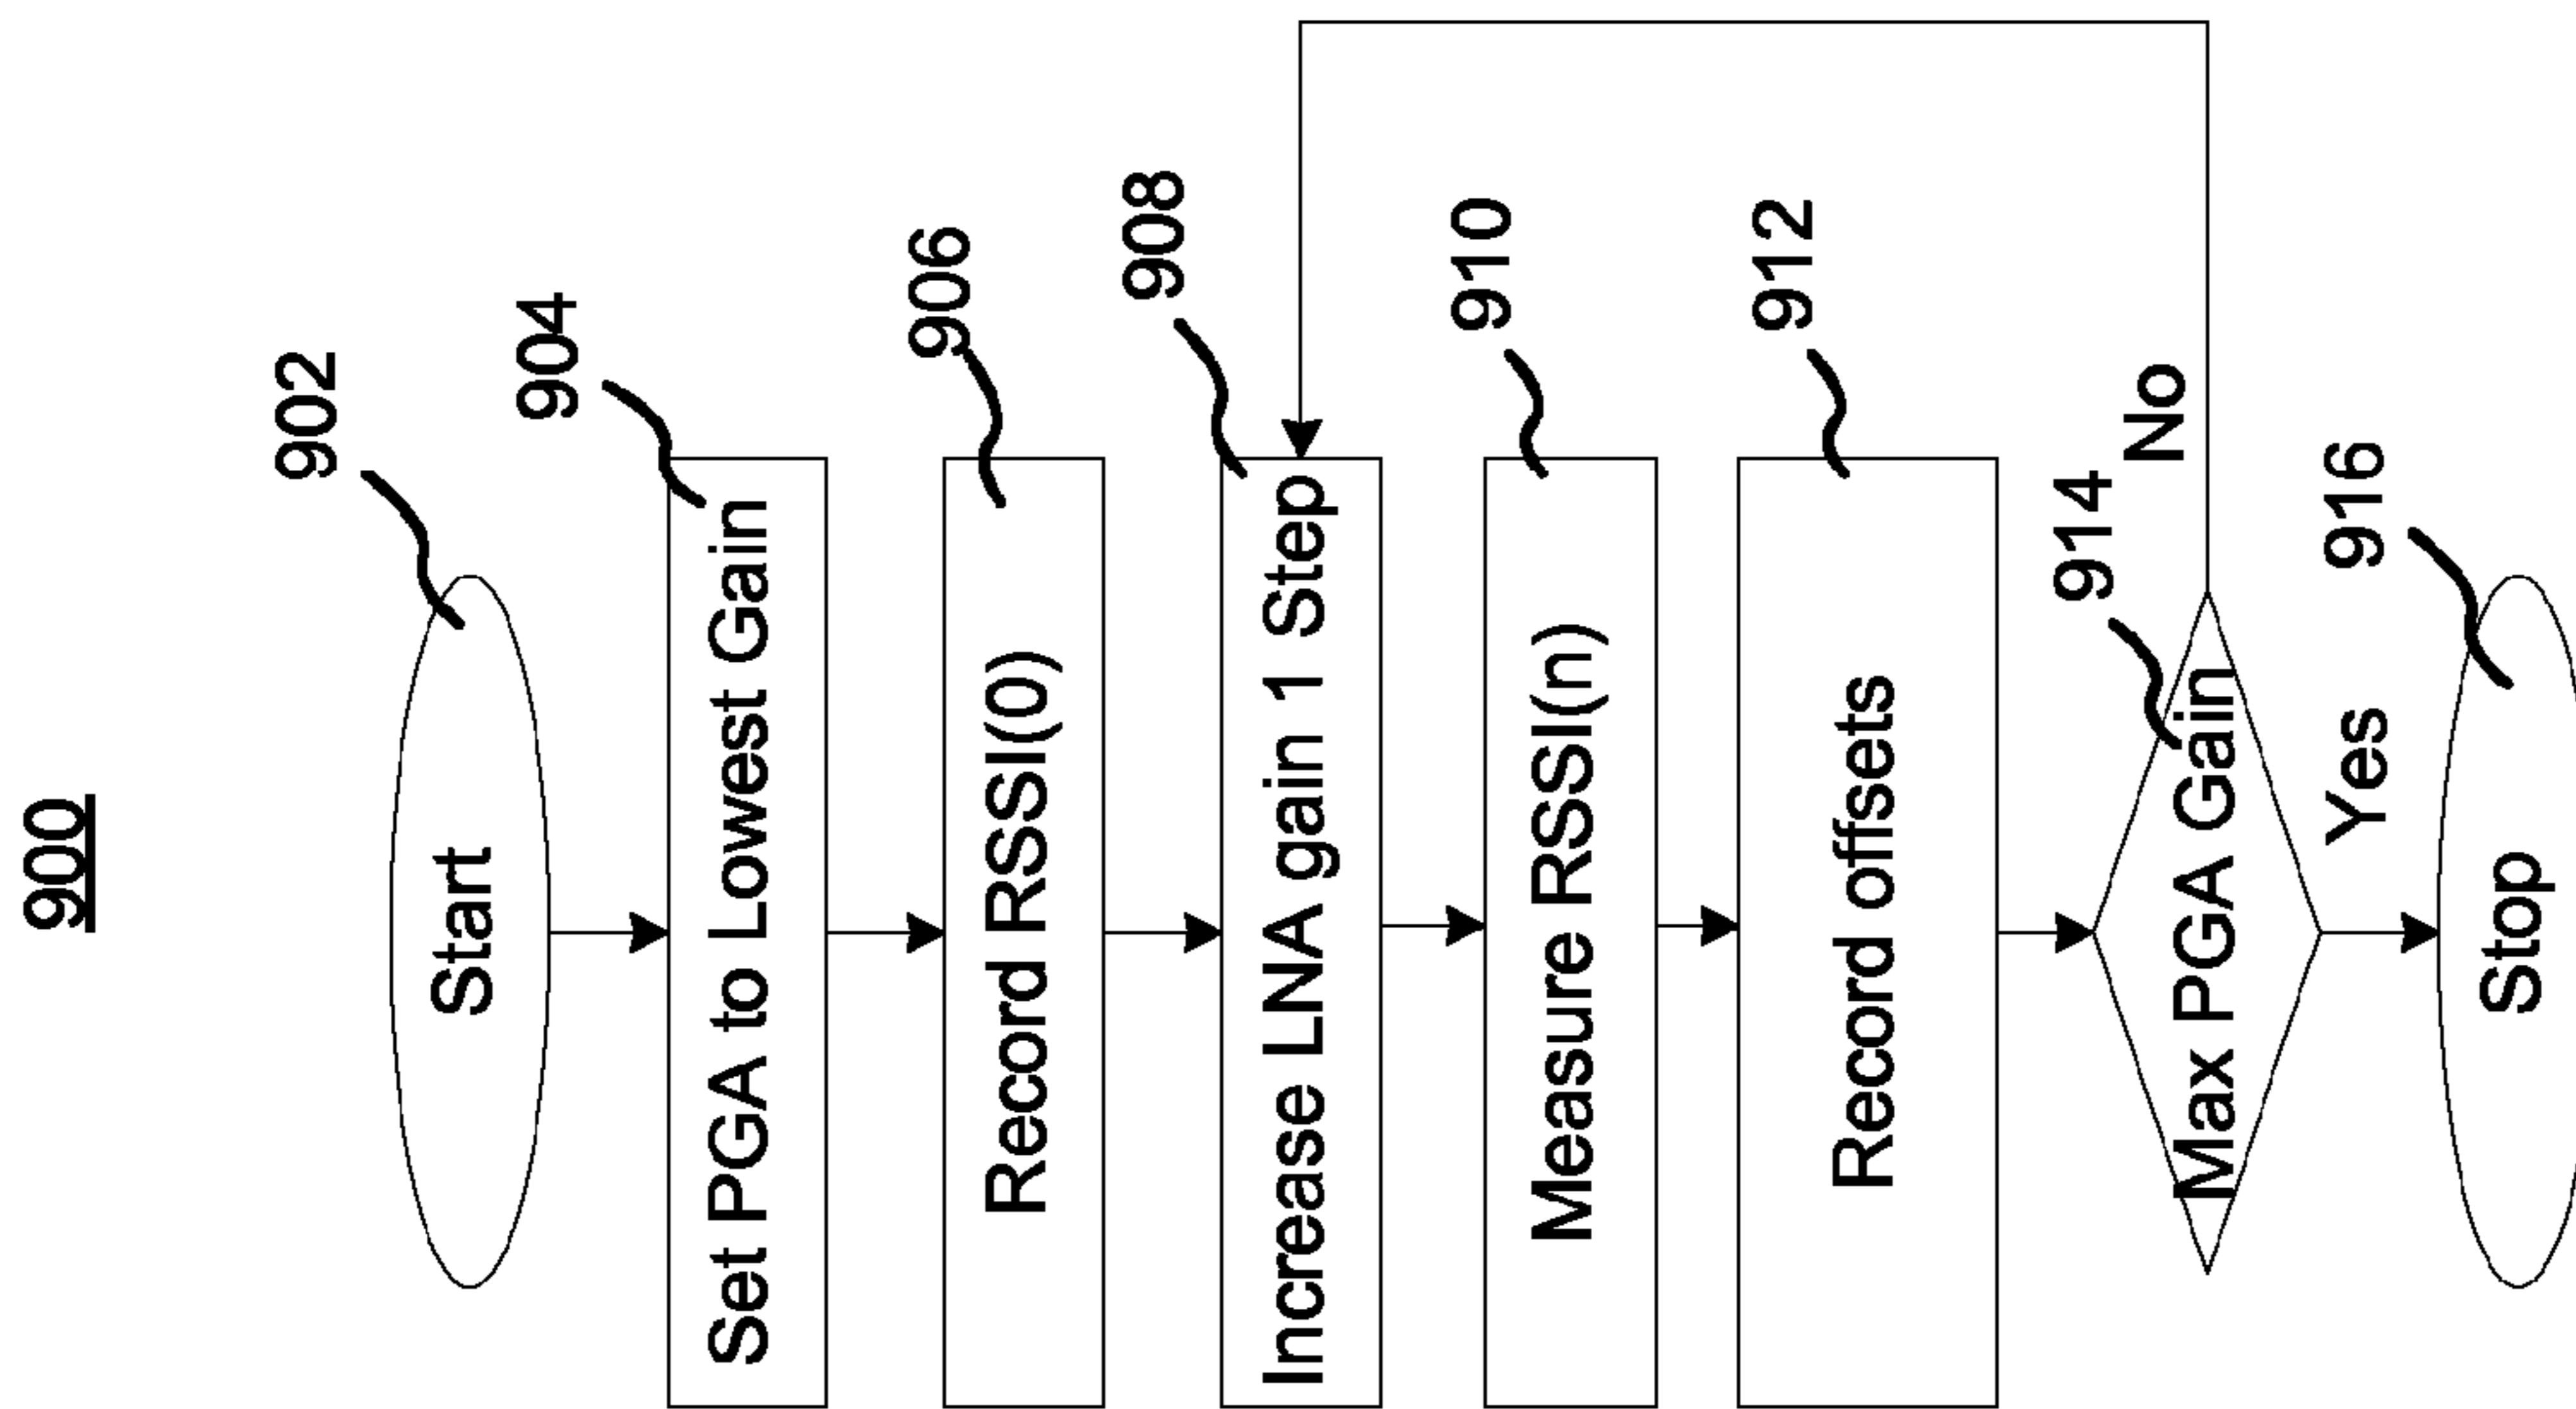 900
902
Start
904
Set PGA to Lowest Gain
906
Record RSSI(0)
908
Increase LNA gain 1 Step
910
Measure RSSI(n)
912
Record offsets
914
Max PGA Gain
No
Yes
916
Stop